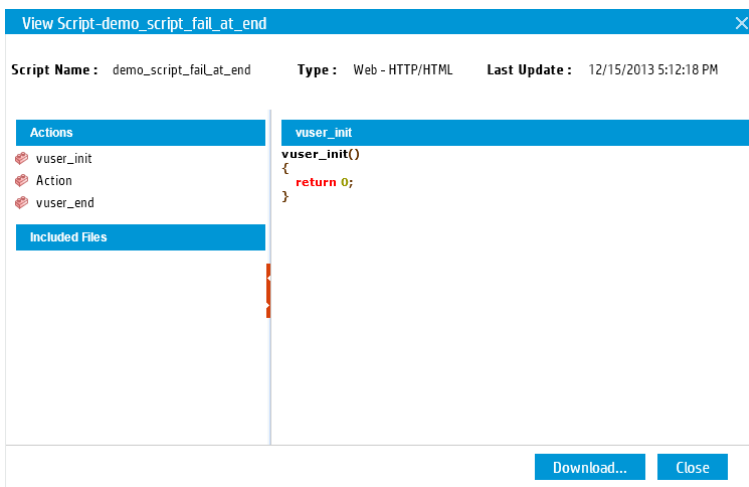 View Script-demo_script_fail_at_end
Script Name : demo_script_fail_at_end Type : Web - HTTP/HTML Last Update : 12/15/2013 5:12:18 PM
Actions
vuser_init
Action
vuser_end
Included Files
vuser_init
vuser_init()
{
return 0;
}
Download... Close